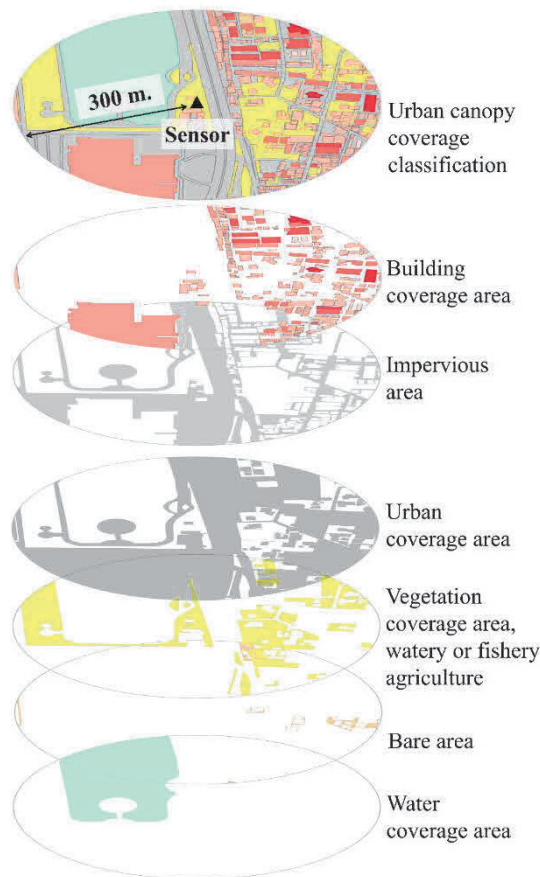 300 m.
Sensor
Urban canopy
coverage
classification
Building
coverage area
Impervious
area
Urban
coverage area
Vegetation
coverage area,
watery or fishery
agriculture
Bare area
Water
coverage area